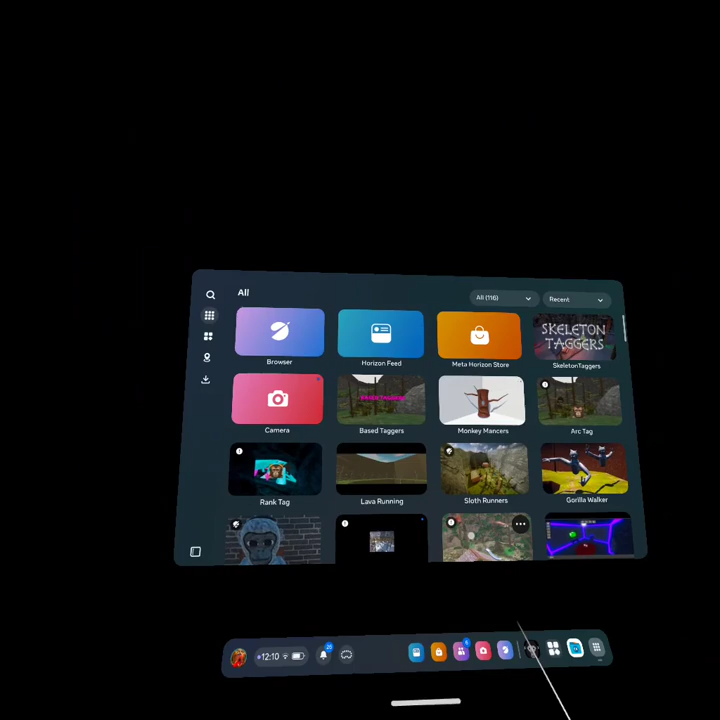 All
All (116)
Recent
SKELETON
TAGGERS
Browser
Horizon Feed
Meta Horizon Store
SkeletonTaggers
Camera
Based Taggers
Monkey Mancers
Arc Tag
Rank Tag
Lava Running
Sloth Runners
Gorilla Walker
12:10